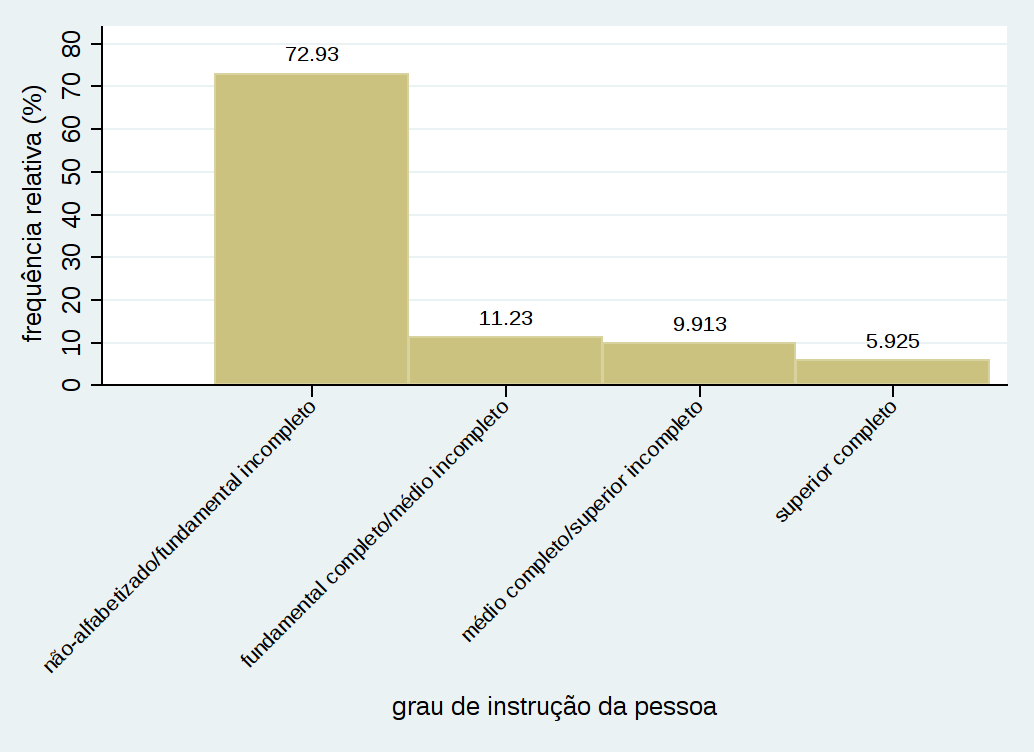 frequência relativa (%)
80
70
60
50
40
30
20
10
0
72.93
11.23
9.913
5.925
não-alfabetizado/fundamental incompleto
fundamental completo/médio incompleto
médio completo/superior incompleto
superior completo
grau de instrução da pessoa